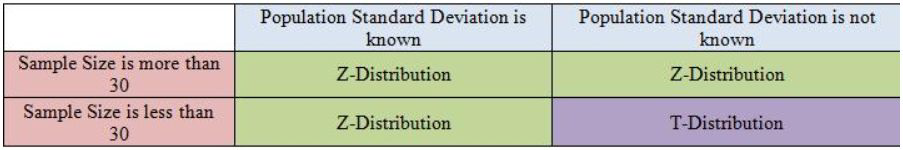 Population Standard Deviation is
known
Population Standard Deviation is not
known
Sample Size is more than
30
Z-Distribution
Z-Distribution
Sample Size is less than
30
Z-Distribution
T-Distribution